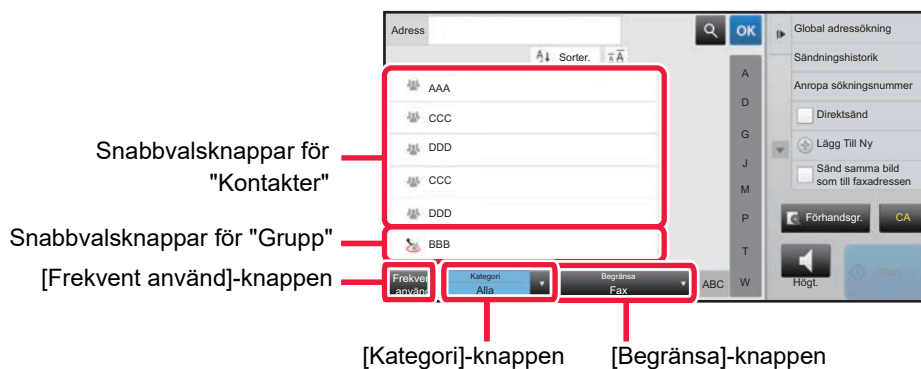 Adress
OK
Global adressökning
Sorter.
Sändningshistorik
Anropa sökningsnummer
AAA
CCC
DDD
CCC
DDD
BBB
A
D
G
J
M
P
T
W
ABC
Direktsänd
Lägg Till Ny
Sänd samma bild
som till faxadressen
Förhandsgr.
CA
Högt.
Start
Snabbvalsknappar för
"Kontakter"
Snabbvalsknappar för "Grupp"
[Frekvent använd]-knappen
Frekven
använd
Kategori
Alla
Begränsa
Fax
[Kategori]-knappen
[Begränsa]-knappen